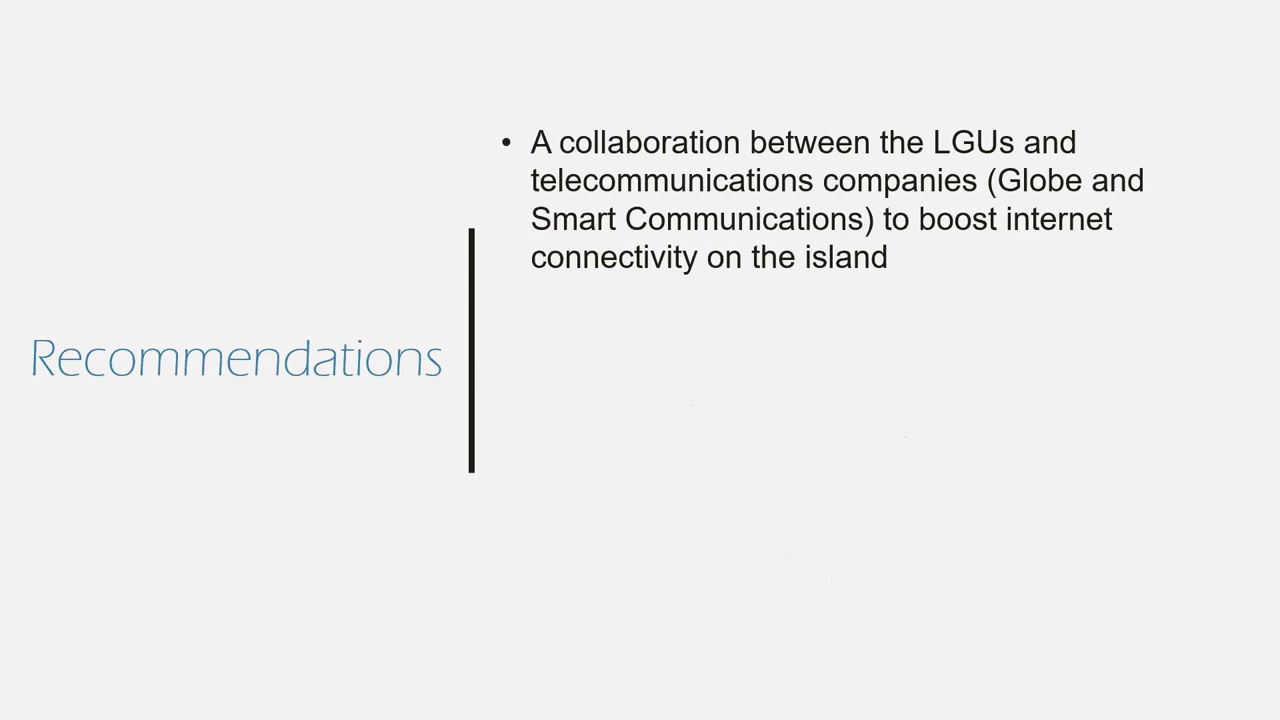 Recommendations
• A collaboration between the LGUs and
telecommunications companies (Globe and
Smart Communications) to boost internet
connectivity on the island